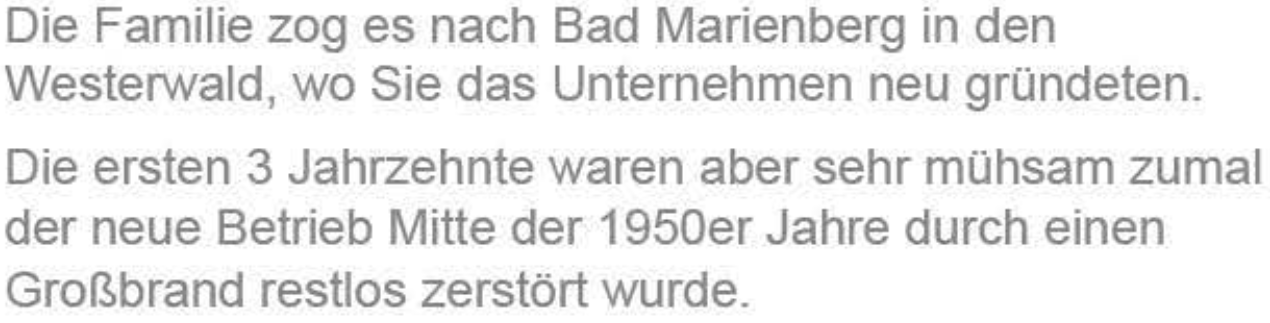 Die Familie zog es nach Bad Marienberg in den
Westerwald, wo Sie das Unternehmen neu gründeten.
Die ersten 3 Jahrzehnte waren aber sehr mühsam zumal
der neue Betrieb Mitte der 1950er Jahre durch einen
Großbrand restlos zerstört wurde.